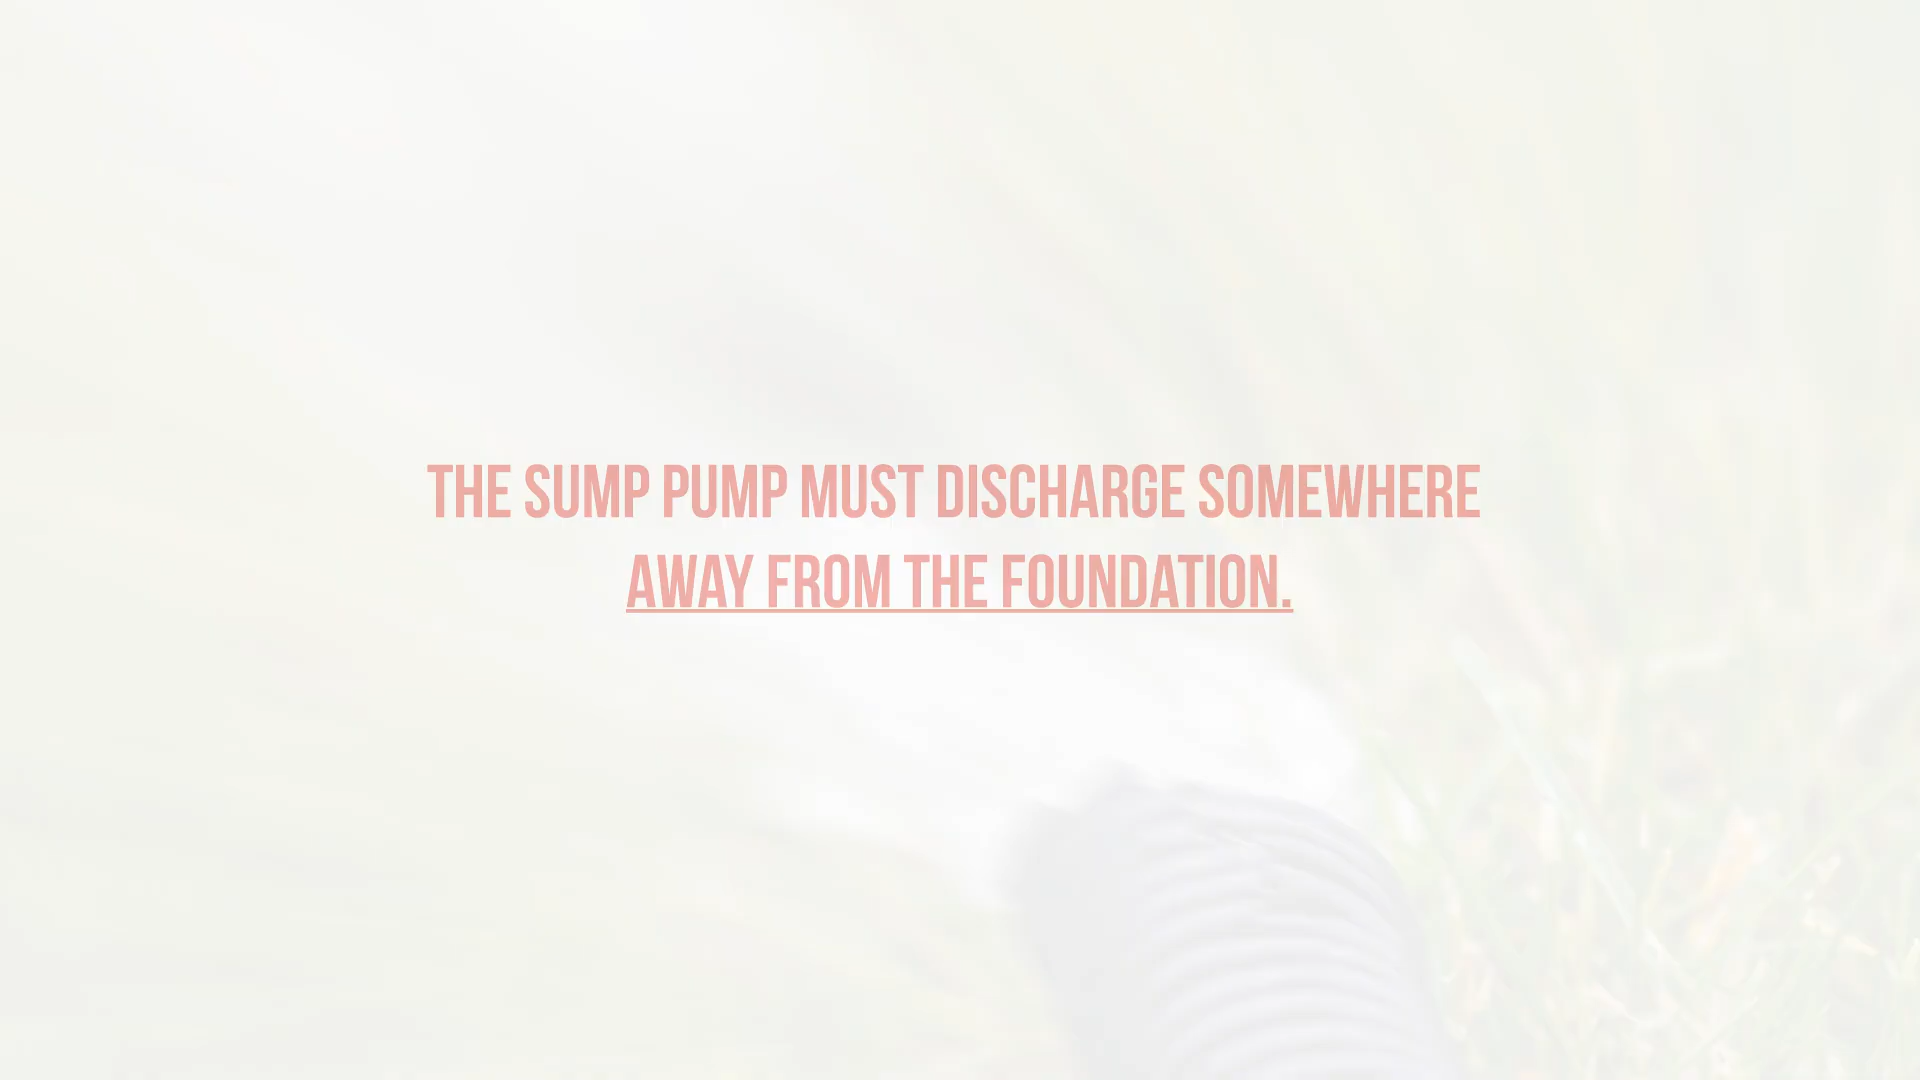 THE SUMP PUMP MUST DISCHARGE SOMEWHERE
AWAY FROM THE FOUNDATION.